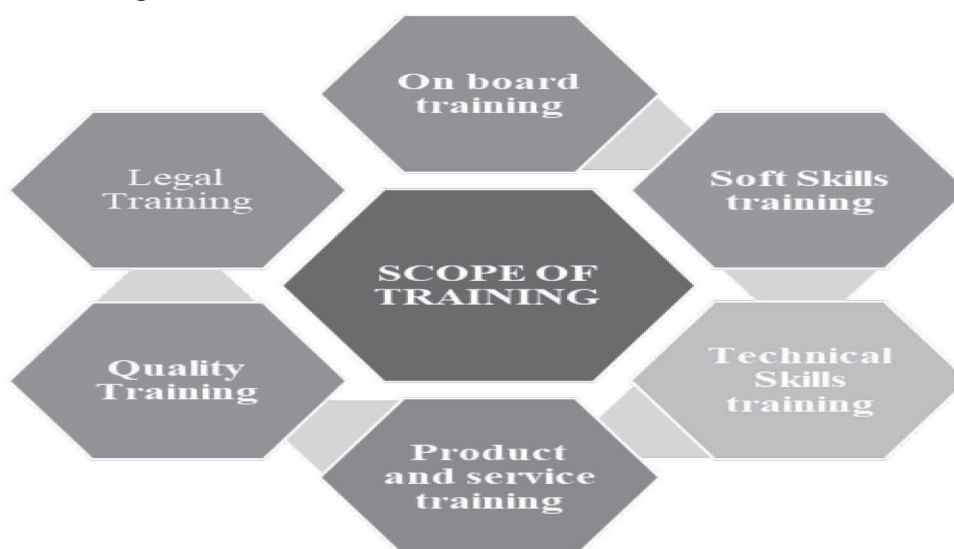 On board
training
Soft Skills
training
Technical
Skills
training
Product
and service
training
Quality
Training
Legal
Training
SCOPE OF
TRAINING